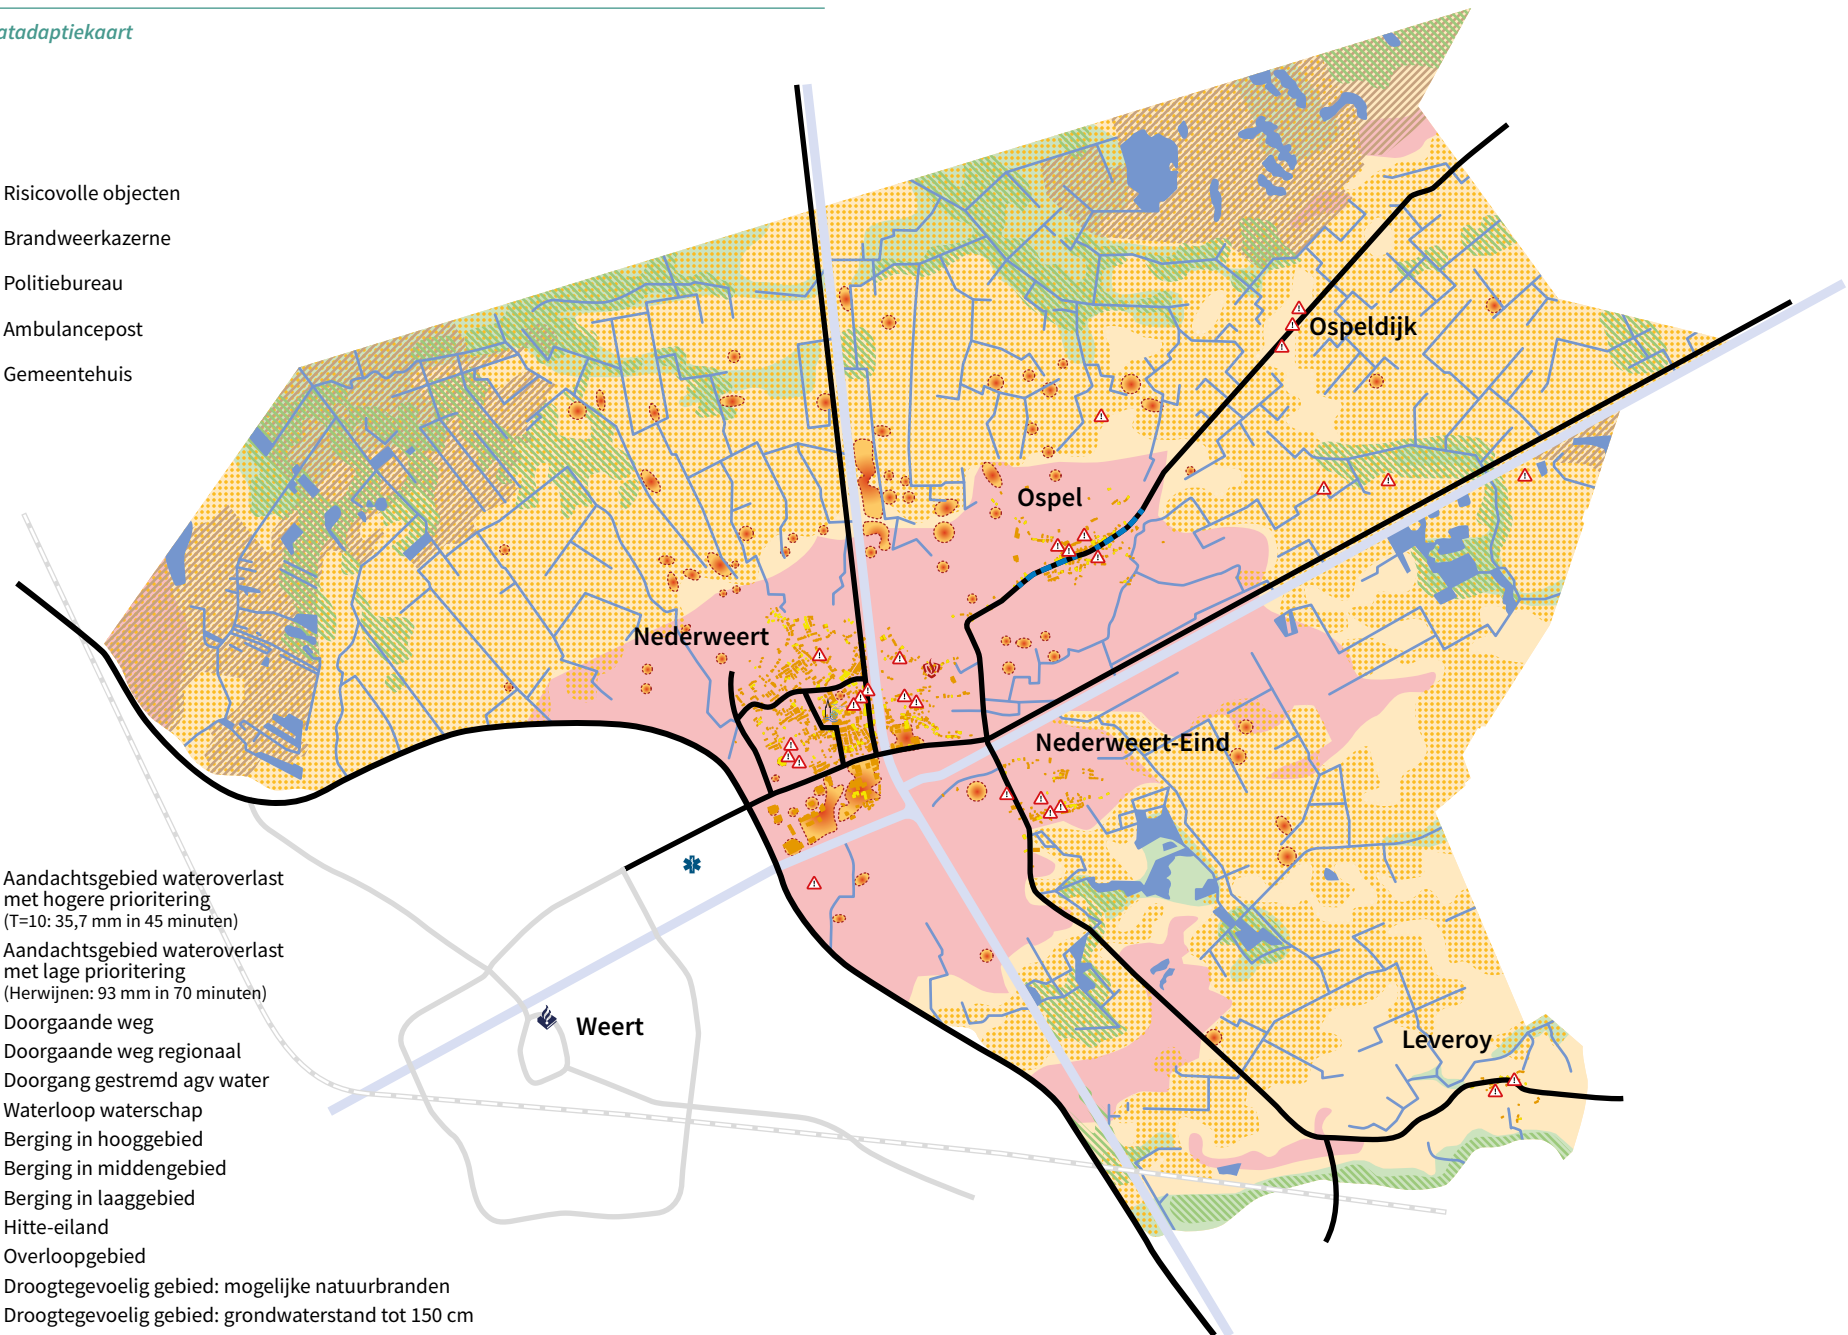 atadaptiekaart
Risicovolle objecten
Brandweerkazerne
Politiebureau
Ambulancepost
Gemeentehuis
Ospeldijk
Ospel
Nederweert
Nederweert-Eind
Weert
Leveroy
Aandachtsgebied wateroverlast
met hogere prioritering
(T=10: 35,7 mm in 45 minuten)
Aandachtsgebied wateroverlast
met lage prioritering
(Herwijnen: 93 mm in 70 minuten)
Doorgaande weg
Doorgaande weg regionaal
Doorgang gestremd agv water
Waterloop waterschap
Berging in hooggebied
Berging in middengebied
Berging in laaggebied
Hitte-eiland
Overloopgebied
Droogtegevoelig gebied: mogelijke natuurbranden
Droogtegevoelig gebied: grondwaterstand tot 150 cm